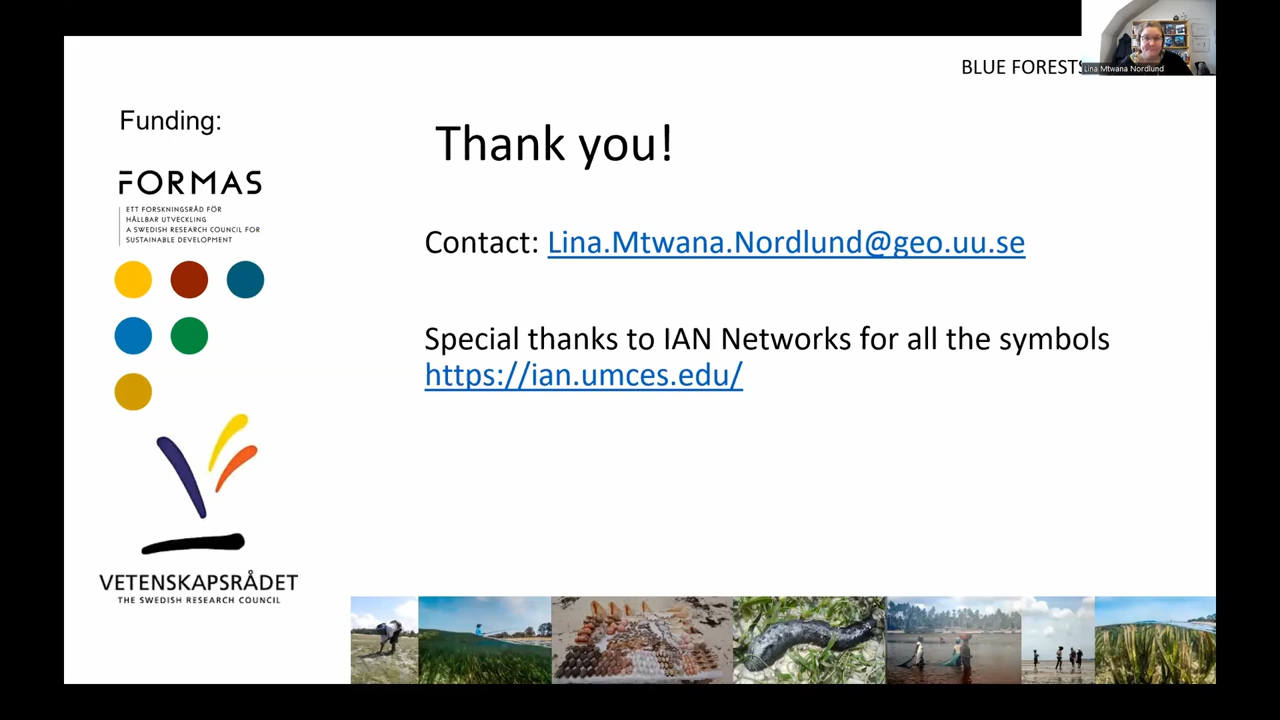 BLUE FORESTS
Lina Mtwana Nordlund
Funding:
Thank you!
FORMAS
ETT FORSKNINGSRÅD FÖR
HÅLLBAR UTVECKLING
A SWEDISH RESEARCH COUNCIL FOR
SUSTAINABLE DEVELOPMENT
Contact: Lina.Mtwana.Nordlund@geo.uu.se
Special thanks to IAN Networks for all the symbols
https://ian.umces.edu/
VETENSKAPSRÅDET
THE SWEDISH RESEARCH COUNCIL